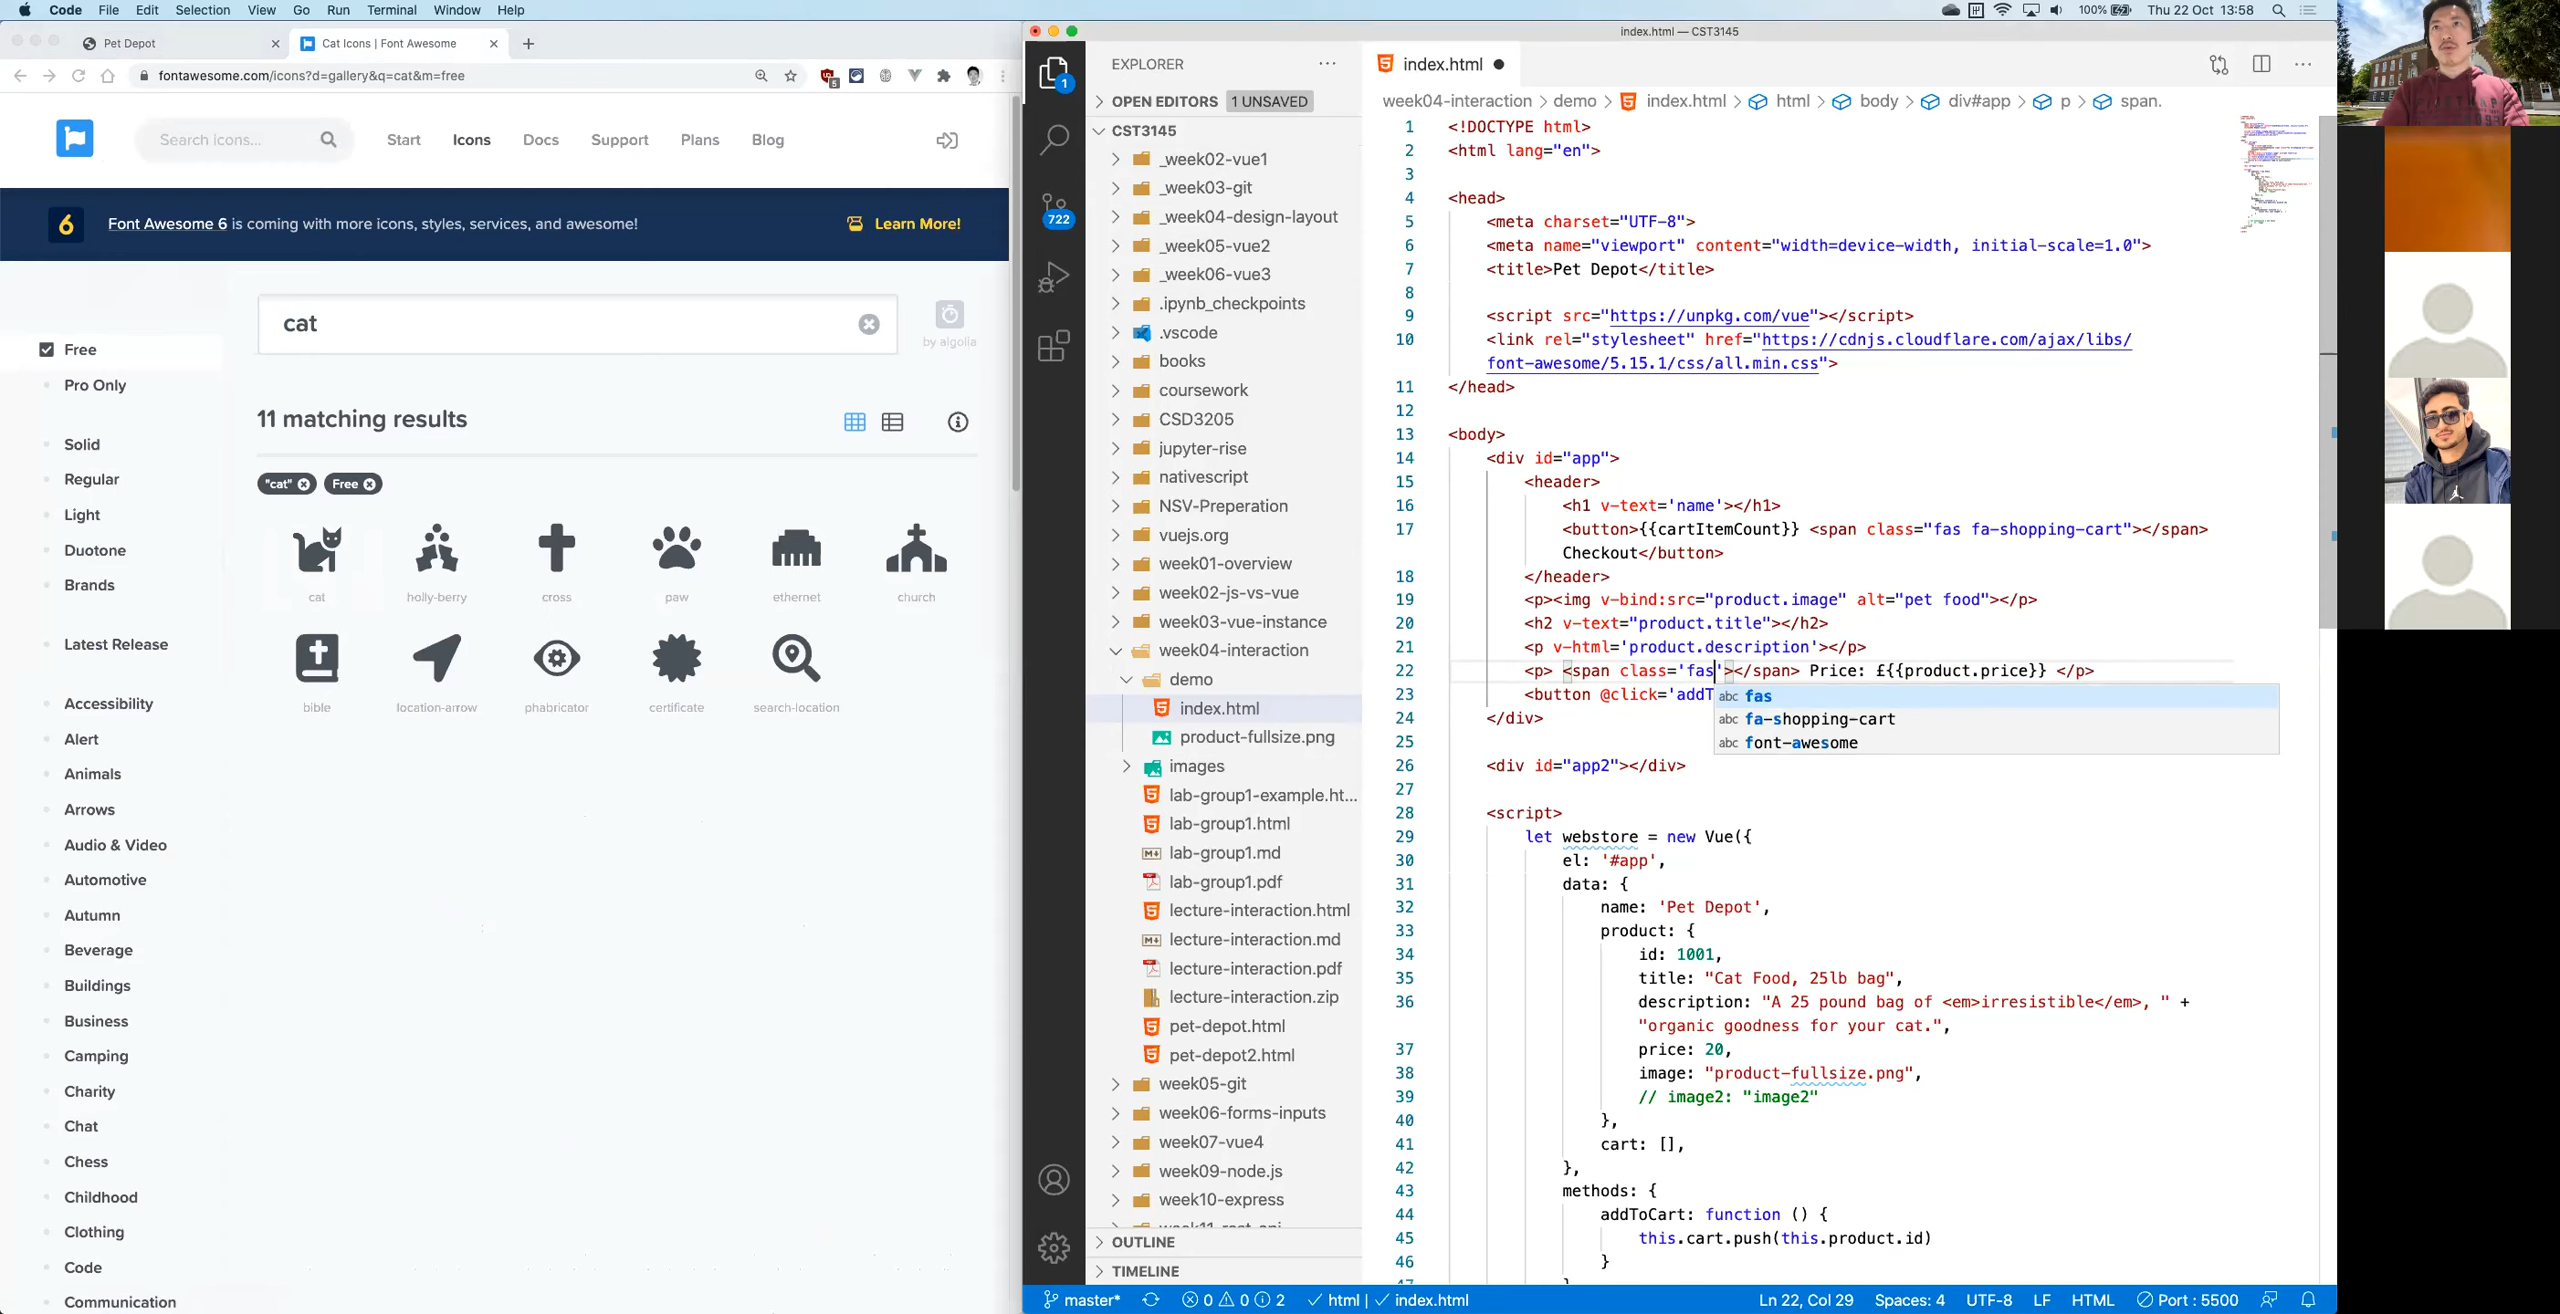 Code File Edit Selection View Go Run Terminal Window Help
100% Thu 22 Oct 13:58
Pet Depot
Cat Icons | Font Awesome
fontawesome.com/icons?d=gallery&q=cat&m=free
5
Search icons...
Start Icons Docs Support Plans Blog
6 Font Awesome 6 is coming with more icons, styles, services, and awesome! Learn More!
cat
by algolia
Free
Pro Only
Solid
Regular
Light
Duotone
Brands
Latest Release
Accessibility
Alert
Animals
Arrows
Audio & Video
Automotive
Autumn
Beverage
Buildings
Business
Camping
Charity
Chat
Chess
Childhood
Clothing
Code
Communication
11 matching results
"cat" Free
cat holly-berry cross paw ethernet church
bible location-arrow phabricator certificate search-location
index.html — CST3145
1
722
EXPLORER
OPEN EDITORS 1 UNSAVED
CST3145
_week02-vue1
_week03-git
_week04-design-layout
_week05-vue2
_week06-vue3
.ipynb_checkpoints
.vscode
books
coursework
CSD3205
jupyter-rise
nativescript
NSV-Preperation
vuejs.org
week01-overview
week02-js-vs-vue
week03-vue-instance
week04-interaction
demo
index.html
product-fullsize.png
images
lab-group1-example.ht...
lab-group1.html
lab-group1.md
lab-group1.pdf
lecture-interaction.html
lecture-interaction.md
lecture-interaction.pdf
lecture-interaction.zip
pet-depot.html
pet-depot2.html
week05-git
week06-forms-inputs
week07-vue4
week09-node.js
week10-express
OUTLINE
TIMELINE
index.html
week04-interaction > demo > index.html > html > body > div#app > p > span.
1 <!DOCTYPE html>
2 <html lang="en">
3
4 <head>
5 <meta charset="UTF-8">
6 <meta name="viewport" content="width=device-width, initial-scale=1.0">
7 <title>Pet Depot</title>
8
9 <script src="https://unpkg.com/vue"></script>
10 <link rel="stylesheet" href="https://cdnjs.cloudflare.com/ajax/libs/
font-awesome/5.15.1/css/all.min.css">
11 </head>
12
13 <body>
14 <div id="app">
15 <header>
16 <h1 v-text='name'></h1>
17 <button>{{cartItemCount}} <span class="fas fa-shopping-cart"></span>
Checkout</button>
18 </header>
19 <p><img v-bind:src="product.image" alt="pet food"></p>
20 <h2 v-text="product.title"></h2>
21 <p v-html='product.description'></p>
22 <p> <span class='fas'></span> Price: £{{product.price}} </p>
23 <button @click='addT
abc fas
abc fa-shopping-cart
abc font-awesome
24 </div>
25
26 <div id="app2"></div>
27
28 <script>
29 let webstore = new Vue({
30 el: '#app',
31 data: {
32 name: 'Pet Depot',
33 product: {
34 id: 1001,
35 title: "Cat Food, 25lb bag",
36 description: "A 25 pound bag of <em>irresistible</em>, " +
"organic goodness for your cat.",
37 price: 20,
38 image: "product-fullsize.png",
39 // image2: "image2"
40 },
41 cart: [],
42 },
43 methods: {
44 addToCart: function () {
45 this.cart.push(this.product.id)
46 }
master* 0 0 2 html | index.html
Ln 22, Col 29 Spaces: 4 UTF-8 LF HTML Port : 5500